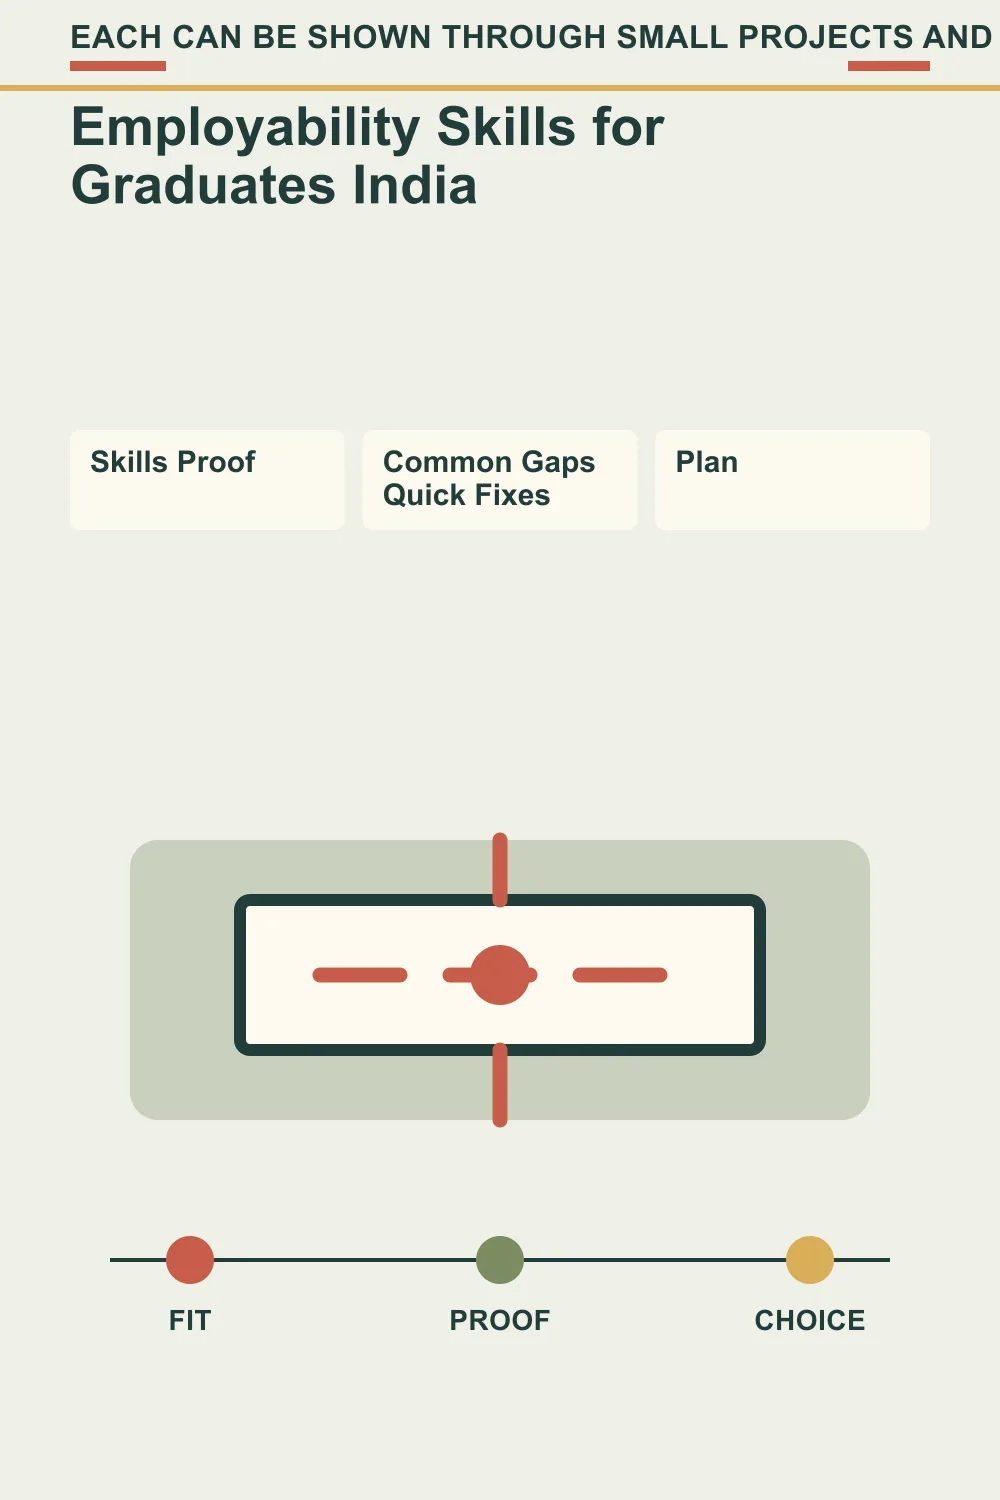 EACH CAN BE SHOWN THROUGH SMALL PROJECTS AND
Employability Skills for
Graduates India
Skills Proof
Common Gaps
Quick Fixes
Plan
FIT
PROOF
CHOICE